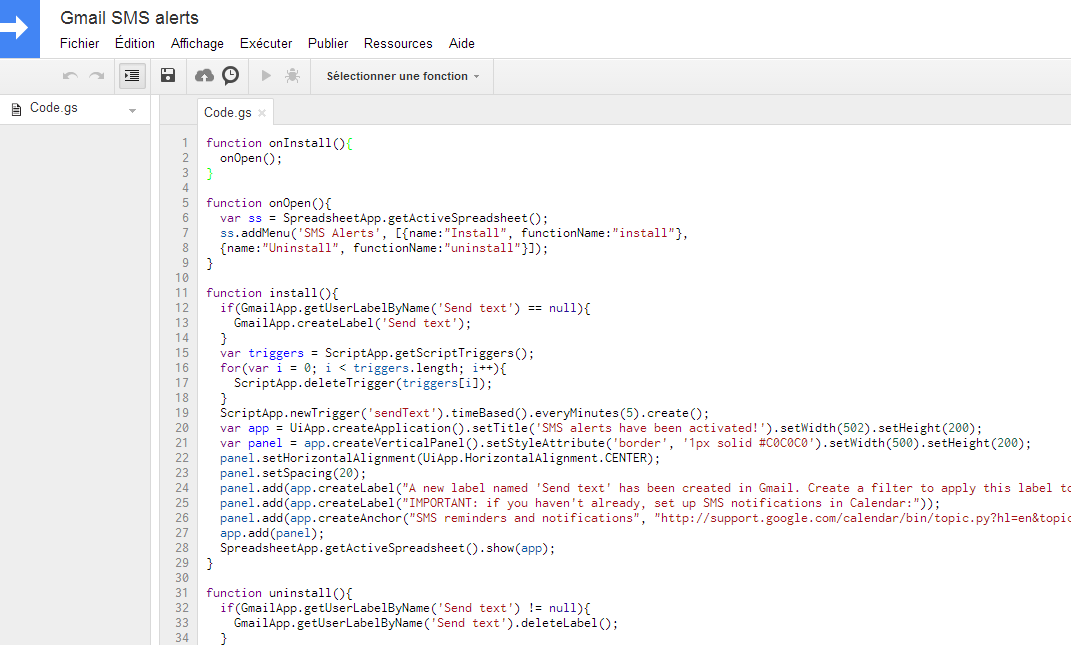 Gmail SMS alerts
Fichier Édition Affichage Exécuter Publier Ressources Aide
Sélectionner une fonction
Code.gs
Code.gs ×
1 function onInstall(){
2   onOpen();
3 }
4
5 function onOpen(){
6   var ss = SpreadsheetApp.getActiveSpreadsheet();
7   ss.addMenu('SMS Alerts', [{name:"Install", functionName:"install"},
8   {name:"Uninstall", functionName:"uninstall"}]);
9 }
10
11 function install(){
12   if(GmailApp.getUserLabelByName('Send text') == null){
13     GmailApp.createLabel('Send text');
14   }
15   var triggers = ScriptApp.getScriptTriggers();
16   for(var i = 0; i < triggers.length; i++){
17     ScriptApp.deleteTrigger(triggers[i]);
18   }
19   ScriptApp.newTrigger('sendText').timeBased().everyMinutes(5).create();
20   var app = UiApp.createApplication().setTitle('SMS alerts have been activated!').setWidth(502).setHeight(200);
21   var panel = app.createVerticalPanel().setStyleAttribute('border', '1px solid #C0C0C0').setWidth(500).setHeight(200);
22   panel.setHorizontalAlignment(UiApp.HorizontalAlignment.CENTER);
23   panel.setSpacing(20);
24   panel.add(app.createLabel("A new label named 'Send text' has been created in Gmail. Create a filter to apply this label to
25   panel.add(app.createLabel("IMPORTANT: if you haven't already, set up SMS notifications in Calendar:"));
26   panel.add(app.createAnchor("SMS reminders and notifications", "http://support.google.com/calendar/bin/topic.py?hl=en&topic
27   app.add(panel);
28   SpreadsheetApp.getActiveSpreadsheet().show(app);
29 }
30
31 function uninstall(){
32   if(GmailApp.getUserLabelByName('Send text') != null){
33     GmailApp.getUserLabelByName('Send text').deleteLabel();
34   }